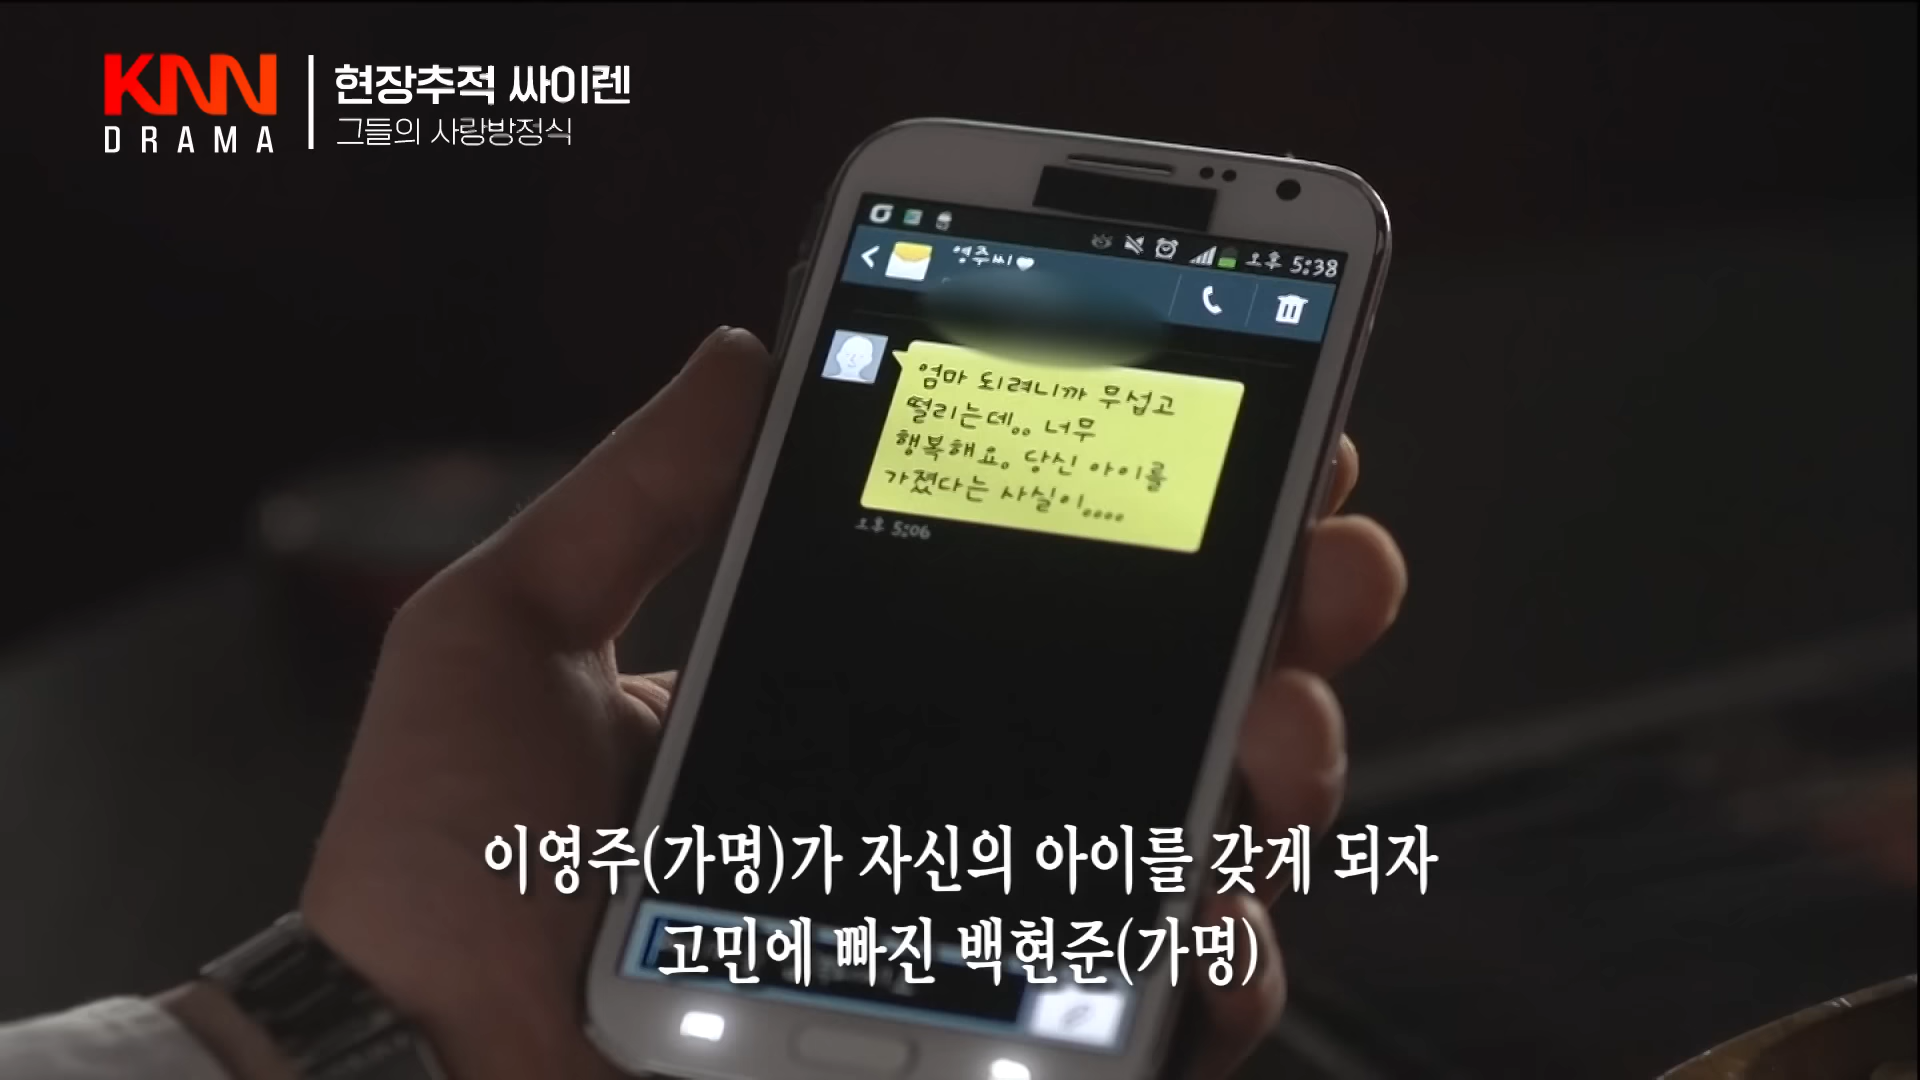 KNN
DRAMA
현장추적 싸이렌
그들의 사랑방정식
오후 5:38
영주씨♥
엄마 되려니까 무섭고
떨리는데.. 너무
행복해요. 당신 아이를
가졌다는 사실이....
오후 5:06
이영주(가명)가 자신의 아이를 갖게 되자
고민에 빠진 백현준(가명)